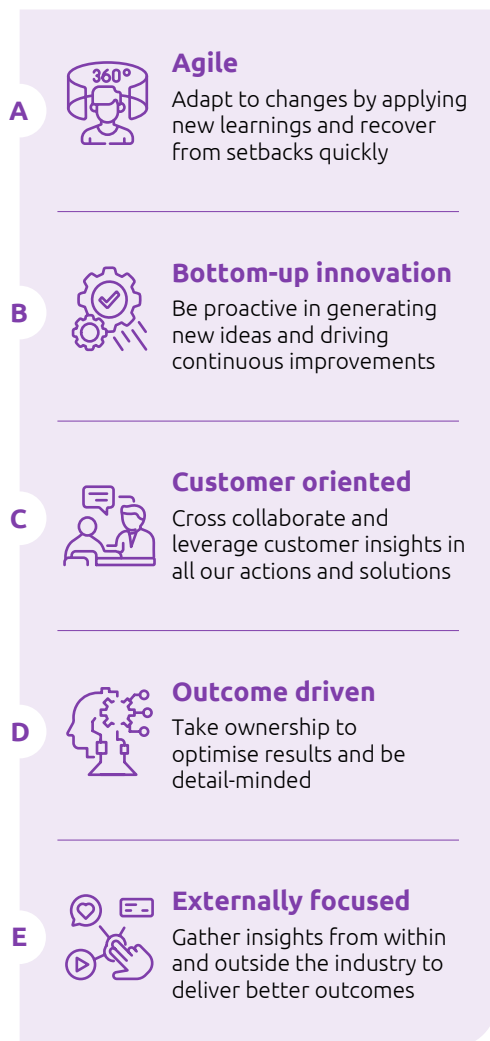 A
360°
Agile
Adapt to changes by applying
new learnings and recover
from setbacks quickly
B
Bottom-up innovation
Be proactive in generating
new ideas and driving
continuous improvements
C
Customer oriented
Cross collaborate and
leverage customer insights in
all our actions and solutions
D
Outcome driven
Take ownership to
optimise results and be
detail-minded
E
Externally focused
Gather insights from within
and outside the industry to
deliver better outcomes